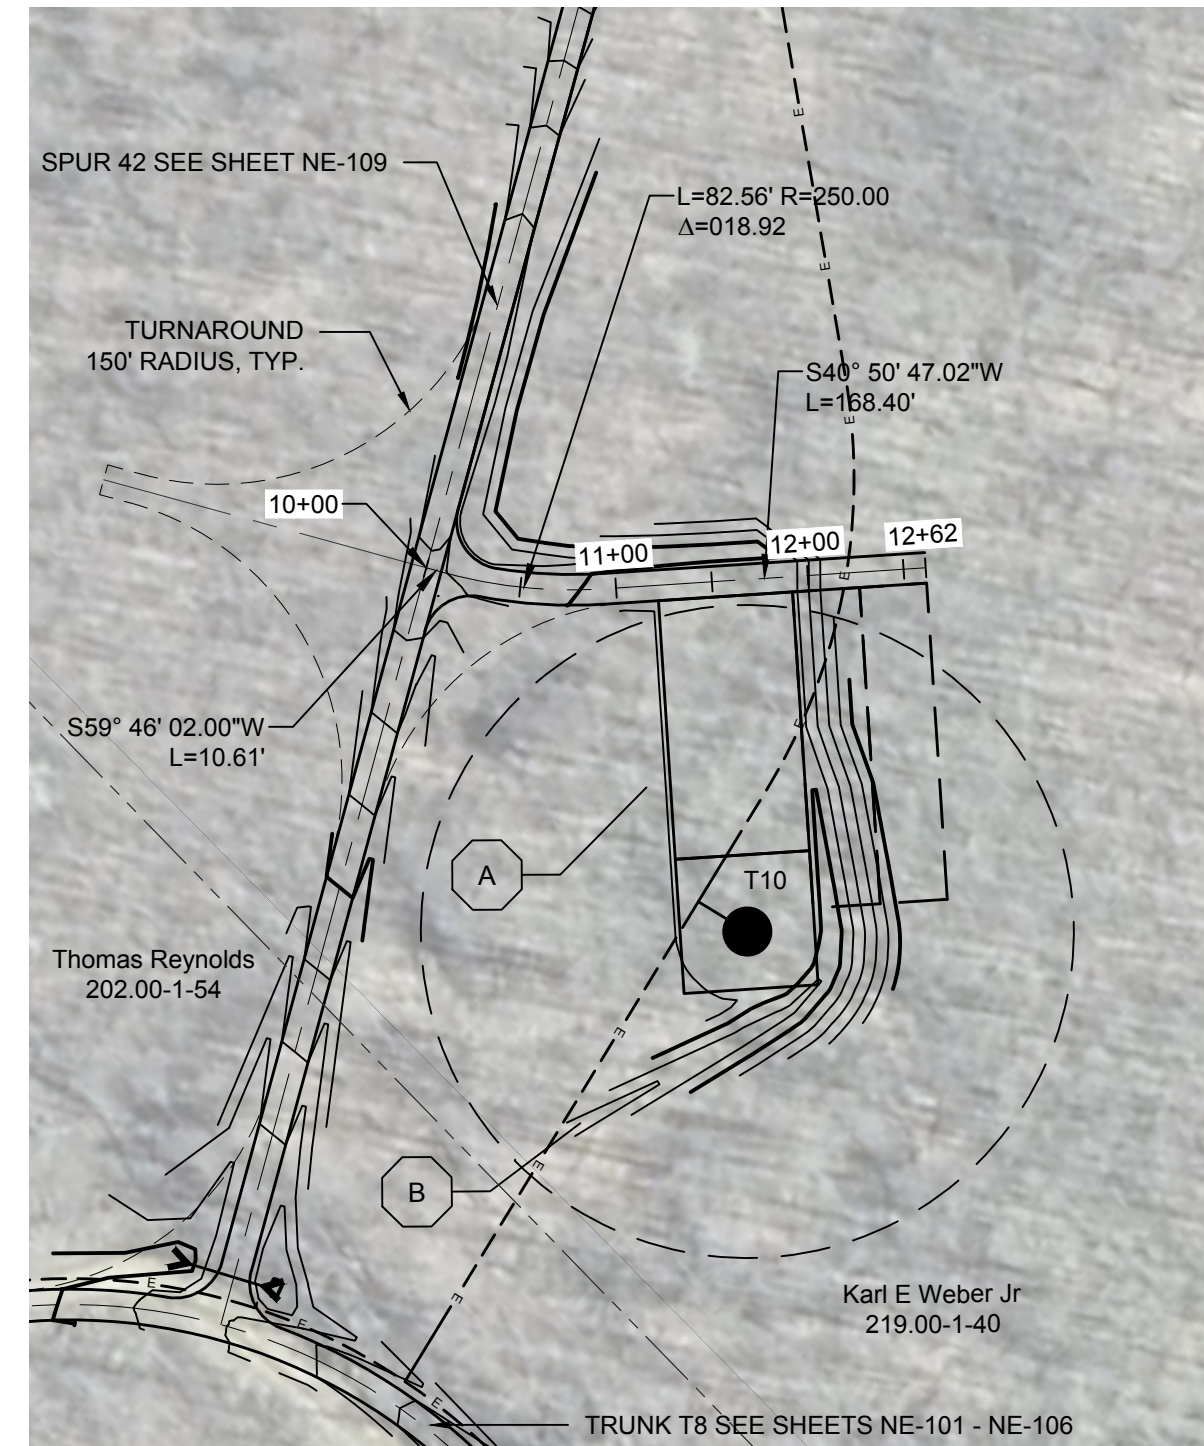 SPUR 42 SEE SHEET NE-109
L=82.56' R=250.00
Δ=018.92
TURNAROUND
150' RADIUS, TYP.
S40° 50' 47.02"W
L=168.40'
10+00
11+00
12+00
12+62
S59° 46' 02.00"W
L=10.61'
A
T10
Thomas Reynolds
202.00-1-54
B
Karl E Weber Jr
219.00-1-40
TRUNK T8 SEE SHEETS NE-101 - NE-106
E
E
E
E
E
E
E
E
E
E
E